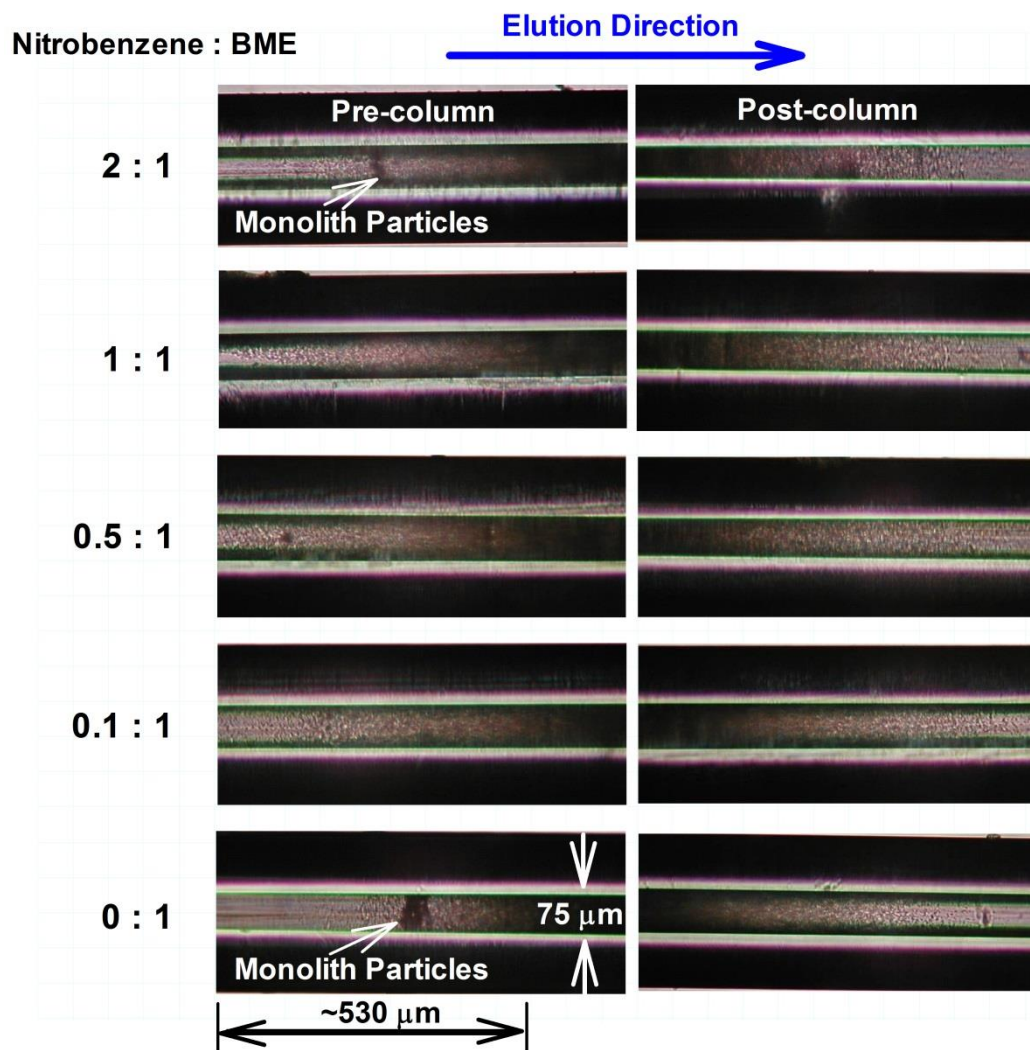 Elution Direction
Nitrobenzene : BME
Pre-column
Post-column
2 : 1
Monolith Particles
1 : 1
0.5 : 1
0.1 : 1
0 : 1
75 μm
Monolith Particles
~530 μm